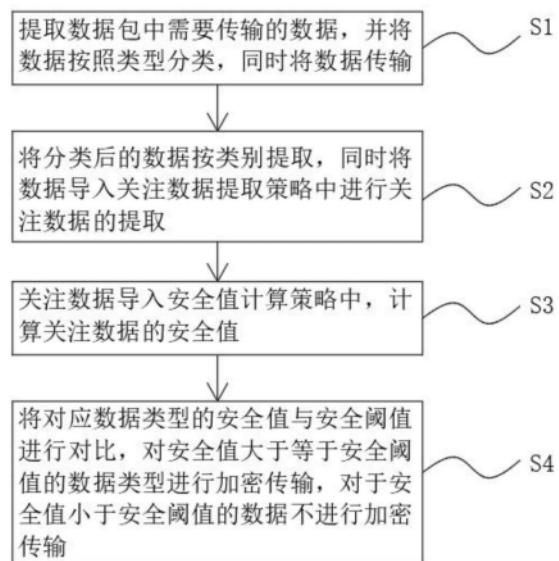 提取数据包中需要传输的数据，并将
数据按照类型分类，同时将数据传输
S1
将分类后的数据按类别提取，同时将
数据导入关注数据提取策略中进行关
注数据的提取
S2
关注数据导入安全值计算策略中，计
算关注数据的安全值
S3
将对应数据类型的安全值与安全阈值
进行对比，对安全值大于等于安全阈
值的数据类型进行加密传输，对于安
全值小于安全阈值的数据不进行加密
传输
S4